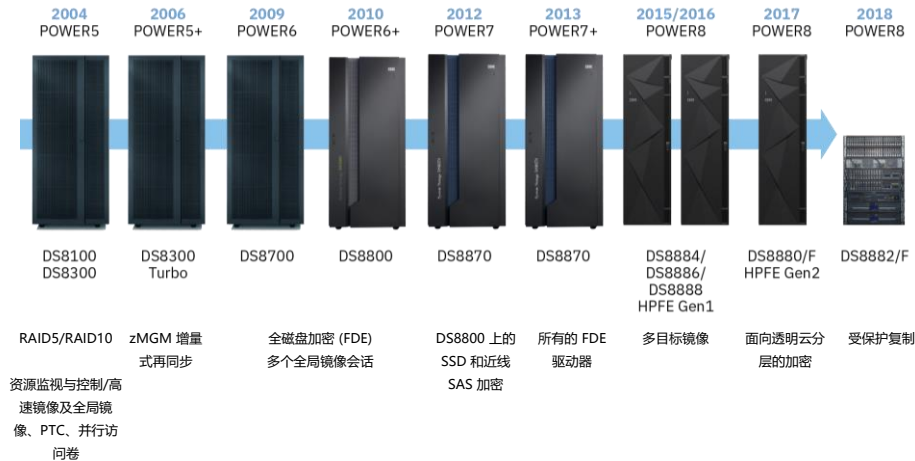 2004
POWER5
2006
POWER5+
2009
POWER6
2010
POWER6+
2012
POWER7
2013
POWER7+
2015/2016
POWER8
2017
POWER8
2018
POWER8
DS8100
DS8300
DS8300
Turbo
DS8700
DS8800
DS8870
DS8870
DS8884/
DS8886/
DS8888
HPFE Gen1
DS8880/F
HPFE Gen2
DS8882/F
RAID5/RAID10
资源监视与控制/高
速镜像及全局镜
像、PTC、并行访
问卷
zMGM 增量
式再同步
全磁盘加密 (FDE)
多个全局镜像会话
DS8800 上的
SSD 和近线
SAS 加密
所有的 FDE
驱动器
多目标镜像
面向透明云分
层的加密
受保护复制